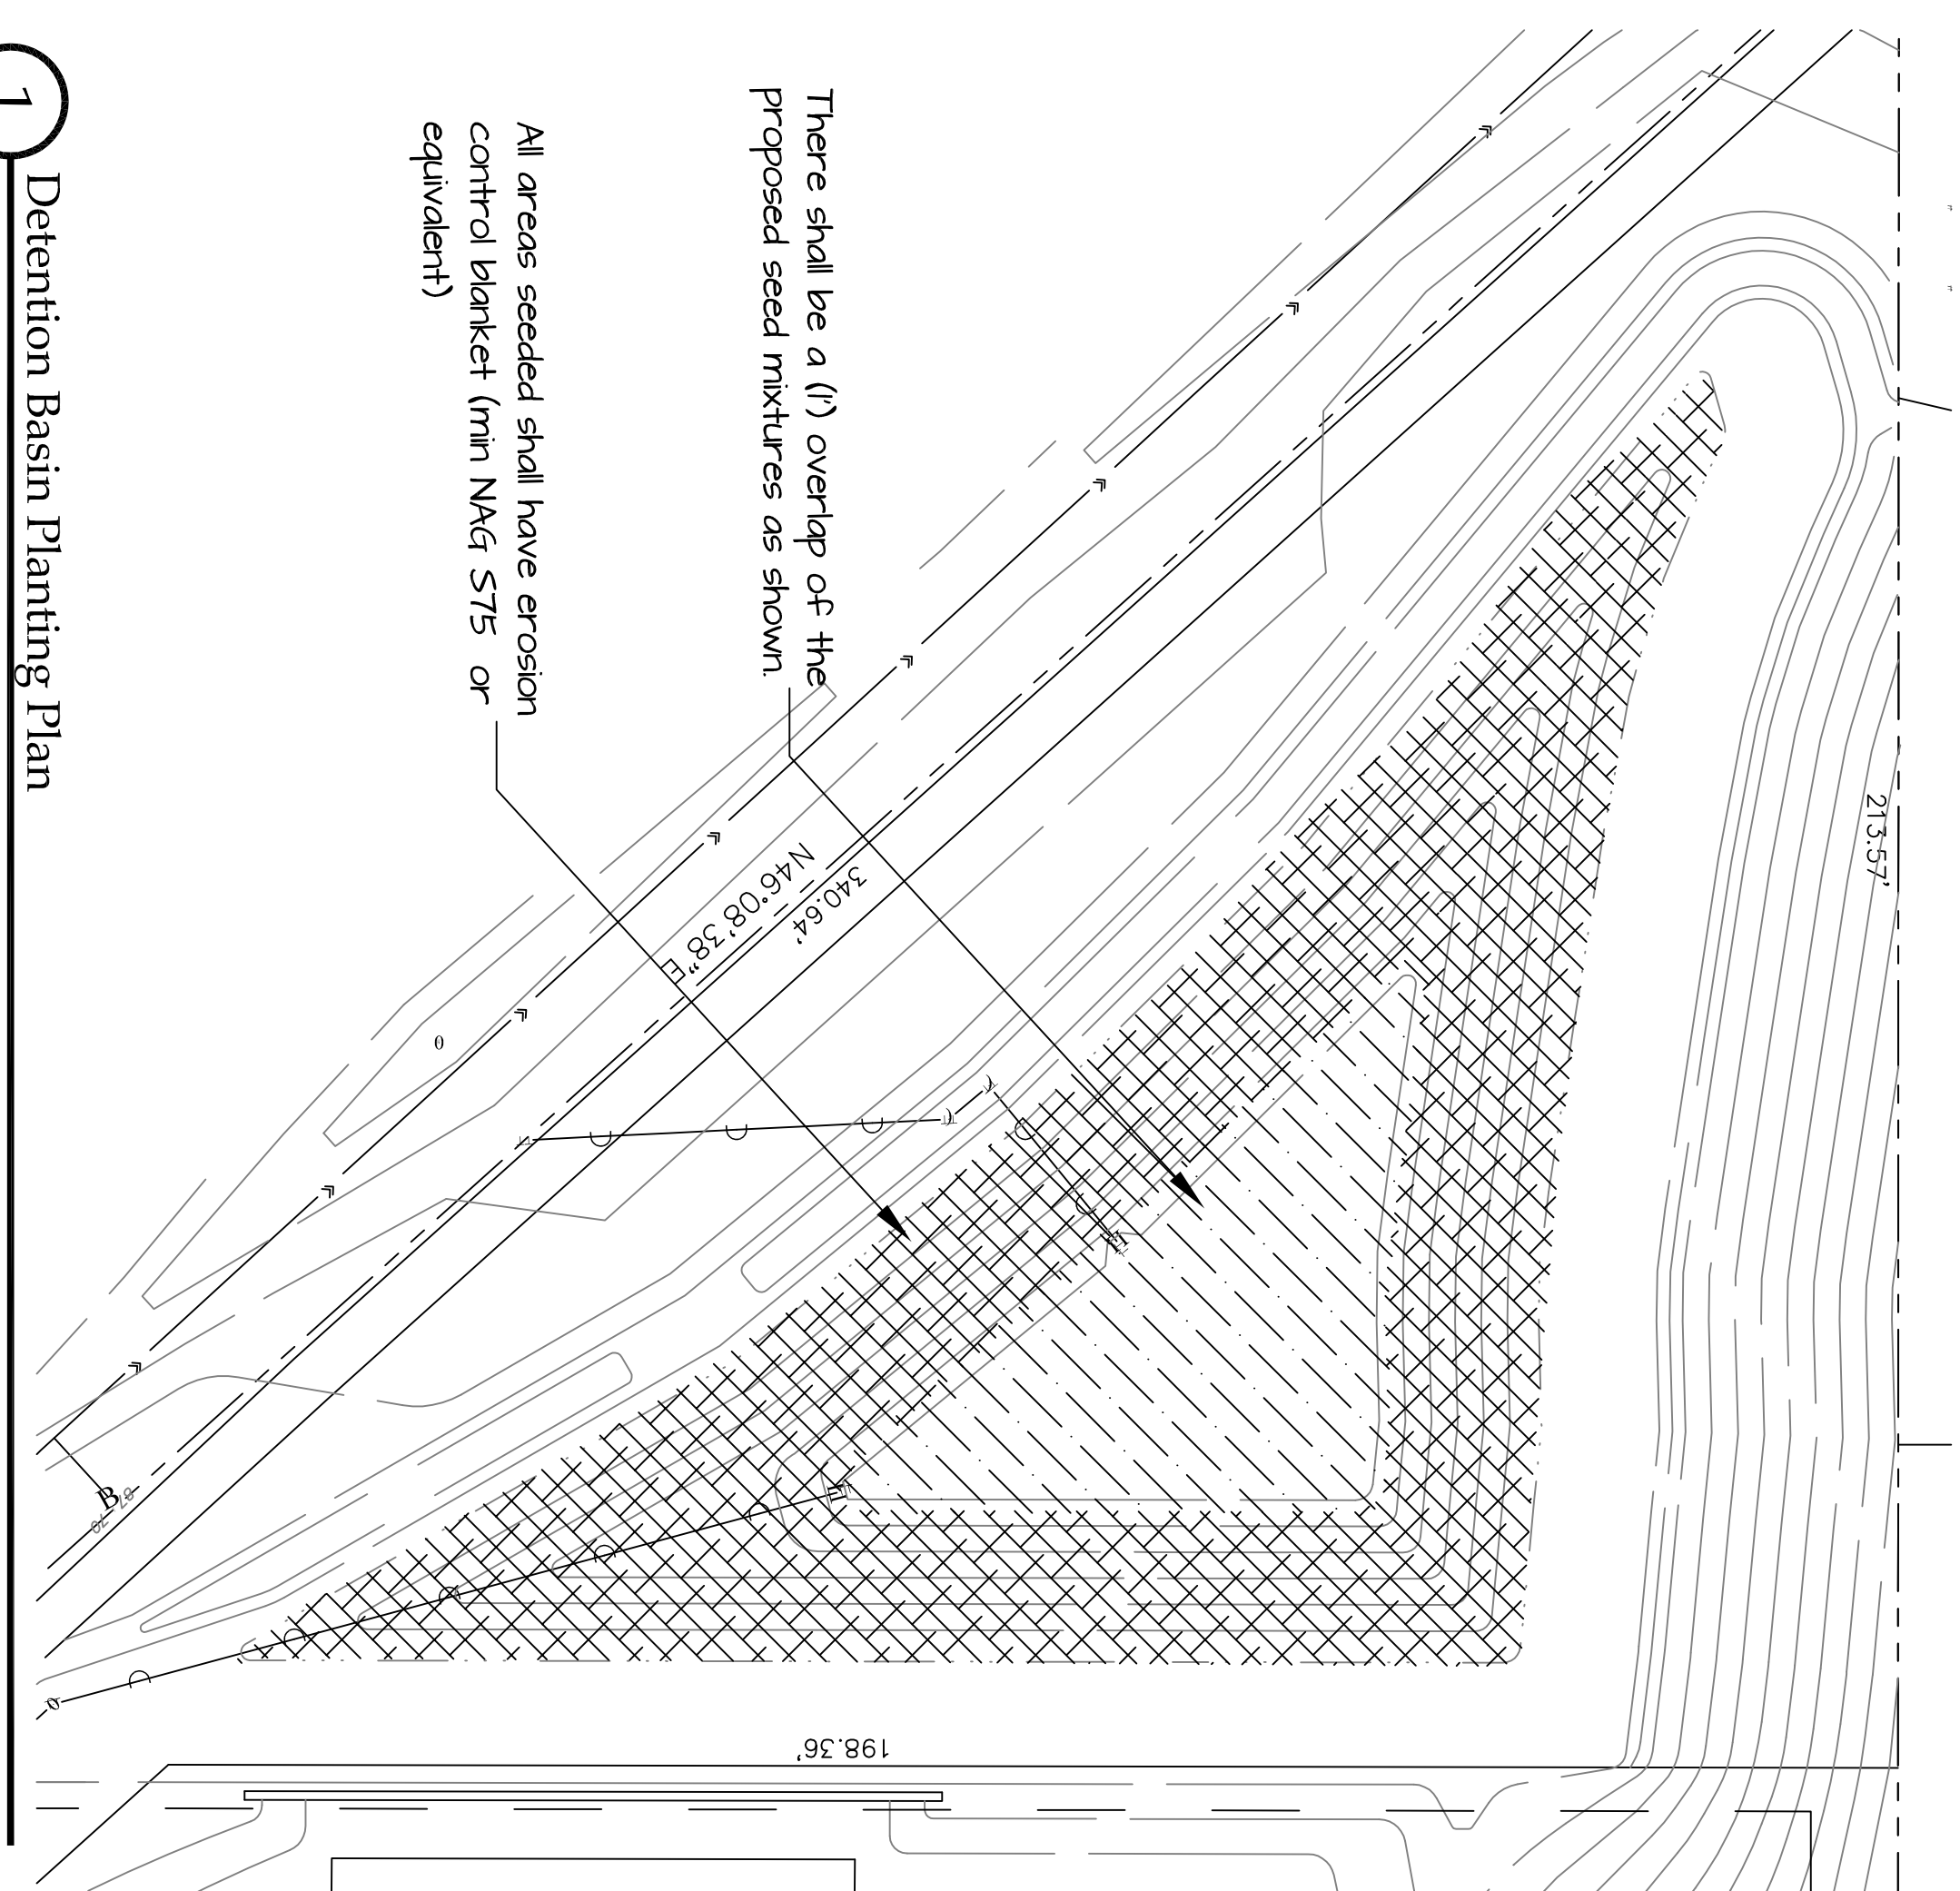 1
Detention Basin Planting Plan
There shall be a (1') overlap of the
proposed seed mixtures as shown.
All areas seeded shall have erosion
control blanket (min NAG S75 or
equivalent)
N46°08'38"E
340.64'
213.57'
198.36'
B
870